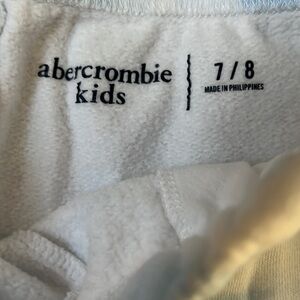 abercrombie
kids
7 / 8
MADE IN PHILIPPINES